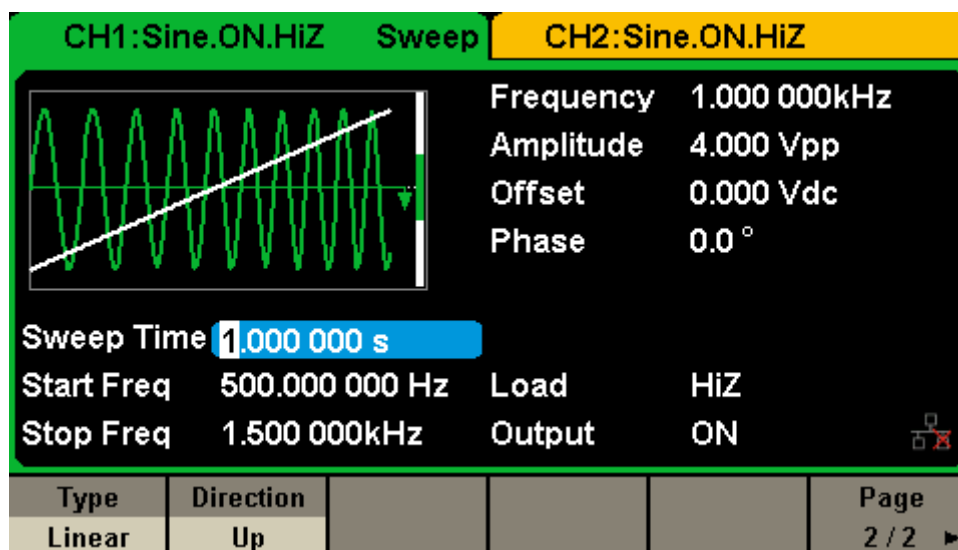 CH1:Sine.ON.HiZ Sweep CH2:Sine.ON.HiZ
Frequency 1.000 000kHz
Amplitude 4.000 Vpp
Offset 0.000 Vdc
Phase 0.0 °
Sweep Time 1.000 000 s
Start Freq 500.000 000 Hz Load HiZ
Stop Freq 1.500 000kHz Output ON
Type Direction Page
Linear Up 2 / 2